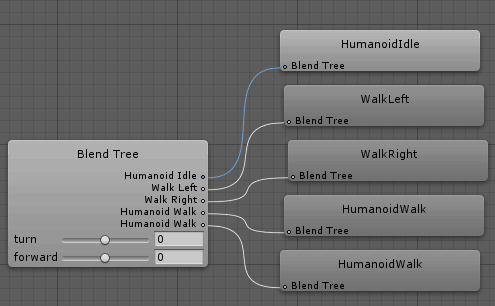 HumanoidIdle
Blend Tree
WalkLeft
Blend Tree
WalkRight
Blend Tree
HumanoidWalk
Blend Tree
HumanoidWalk
Blend Tree
Blend Tree
Humanoid Idle
Walk Left
Walk Right
Humanoid Walk
Humanoid Walk
turn 0
forward 0